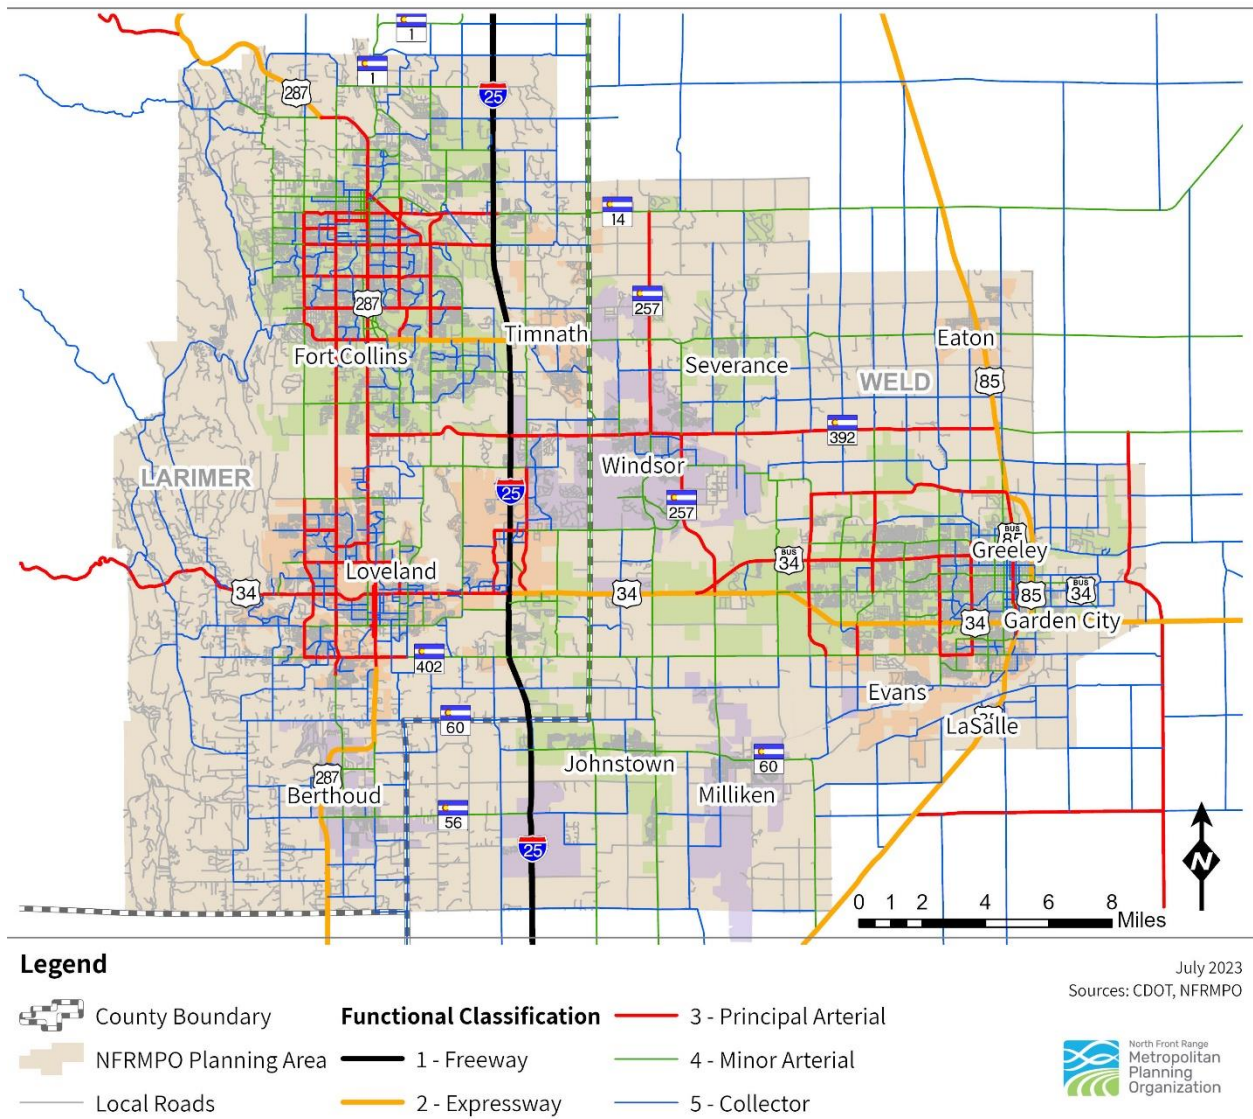 1
1
287
25
14
287
257
Timnath
Fort Collins
Eaton
Severance
WELD
85
392
LARIMER
Windsor
25
257
BUS
85
Greeley
BUS
34
Loveland
34
34
85
BUS
34
34
Garden City
402
Evans
60
LaSalle
Johnstown
60
287
Berthoud
Milliken
56
25
N
0 1 2 4 6 8
Miles
Legend
July 2023
Sources: CDOT, NFRMPO
County Boundary
Functional Classification
3 - Principal Arterial
NFRMPO Planning Area
1 - Freeway
4 - Minor Arterial
Local Roads
2 - Expressway
5 - Collector
North Front Range
Metropolitan
Planning
Organization